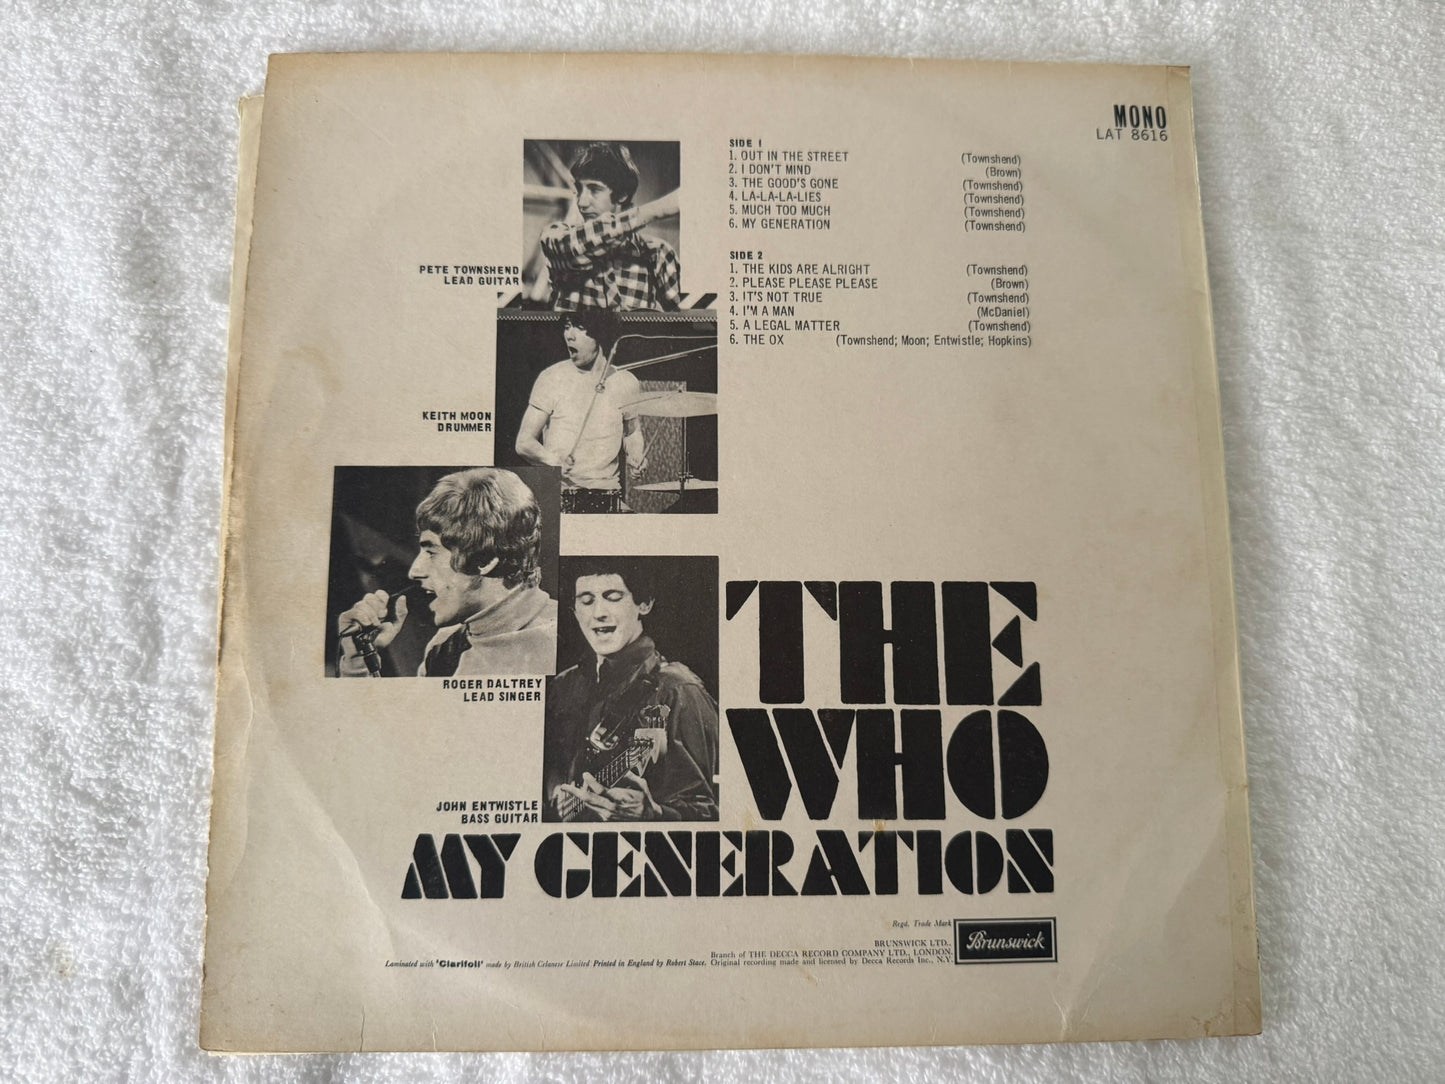 MONO
LAT 8616
SIDE 1
1. OUT IN THE STREET (Townshend)
2. I DON'T MIND (Brown)
3. THE GOOD'S GONE (Townshend)
4. LA-LA-LA-LIES (Townshend)
5. MUCH TOO MUCH (Townshend)
6. MY GENERATION (Townshend)
SIDE 2
1. THE KIDS ARE ALRIGHT (Townshend)
2. PLEASE PLEASE PLEASE (Brown)
3. IT'S NOT TRUE (Townshend)
4. I'M A MAN (McDaniel)
5. A LEGAL MATTER (Townshend)
6. THE OX (Townshend; Moon; Entwistle; Hopkins)
PETE TOWNSHEND
LEAD GUITAR
KEITH MOON
DRUMMER
ROGER DALTREY
LEAD SINGER
JOHN ENTWISTLE
BASS GUITAR
THE
WHO
MY GENERATION
Regd. Trade Mark
Brunswick
BRUNSWICK LTD.,
Branch of THE DECCA RECORD COMPANY LTD., LONDON.
Original recording made and licensed by Decca Records Inc., N.Y.
Laminated with 'Clarifoil' made by British Celanese Limited Printed in England by Robert Stace.